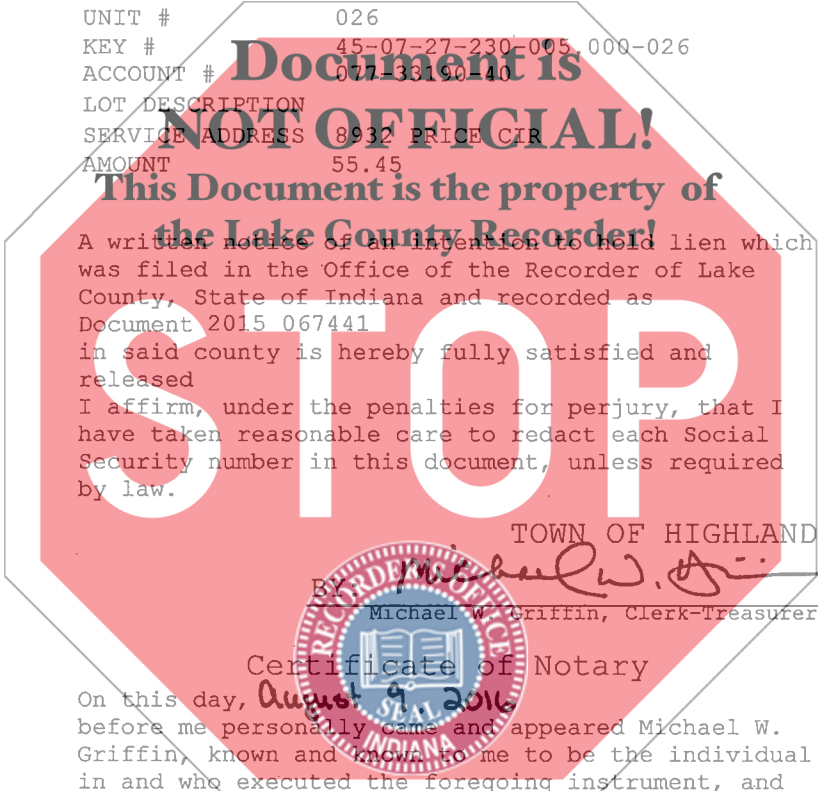 UNIT # 026
KEY # 45-07-27-230-005.000-026
Document is
ACCOUNT # 077-33190-40
LOT DESCRIPTION
NOT OFFICIAL!
SERVICE ADDRESS 8932 PRICE CIR
AMOUNT 55.45
This Document is the property of
the Lake County Recorder!
A written notice of an intention to hold lien which
was filed in the Office of the Recorder of Lake
County, State of Indiana and recorded as
Document 2015 067441
in said county is hereby fully satisfied and
released
I affirm, under the penalties for perjury, that I
have taken reasonable care to redact each Social
Security number in this document, unless required
by law.
STOP
TOWN OF HIGHLAND
BY: Michael W. Griffin
Michael W. Griffin, Clerk-Treasurer
RECORDER'S OFFICE
SEAL
INDIANA
Certificate of Notary
On this day, August 9, 2016
before me personally came and appeared Michael W.
Griffin, known and known to me to be the individual
in and who executed the foregoing instrument, and